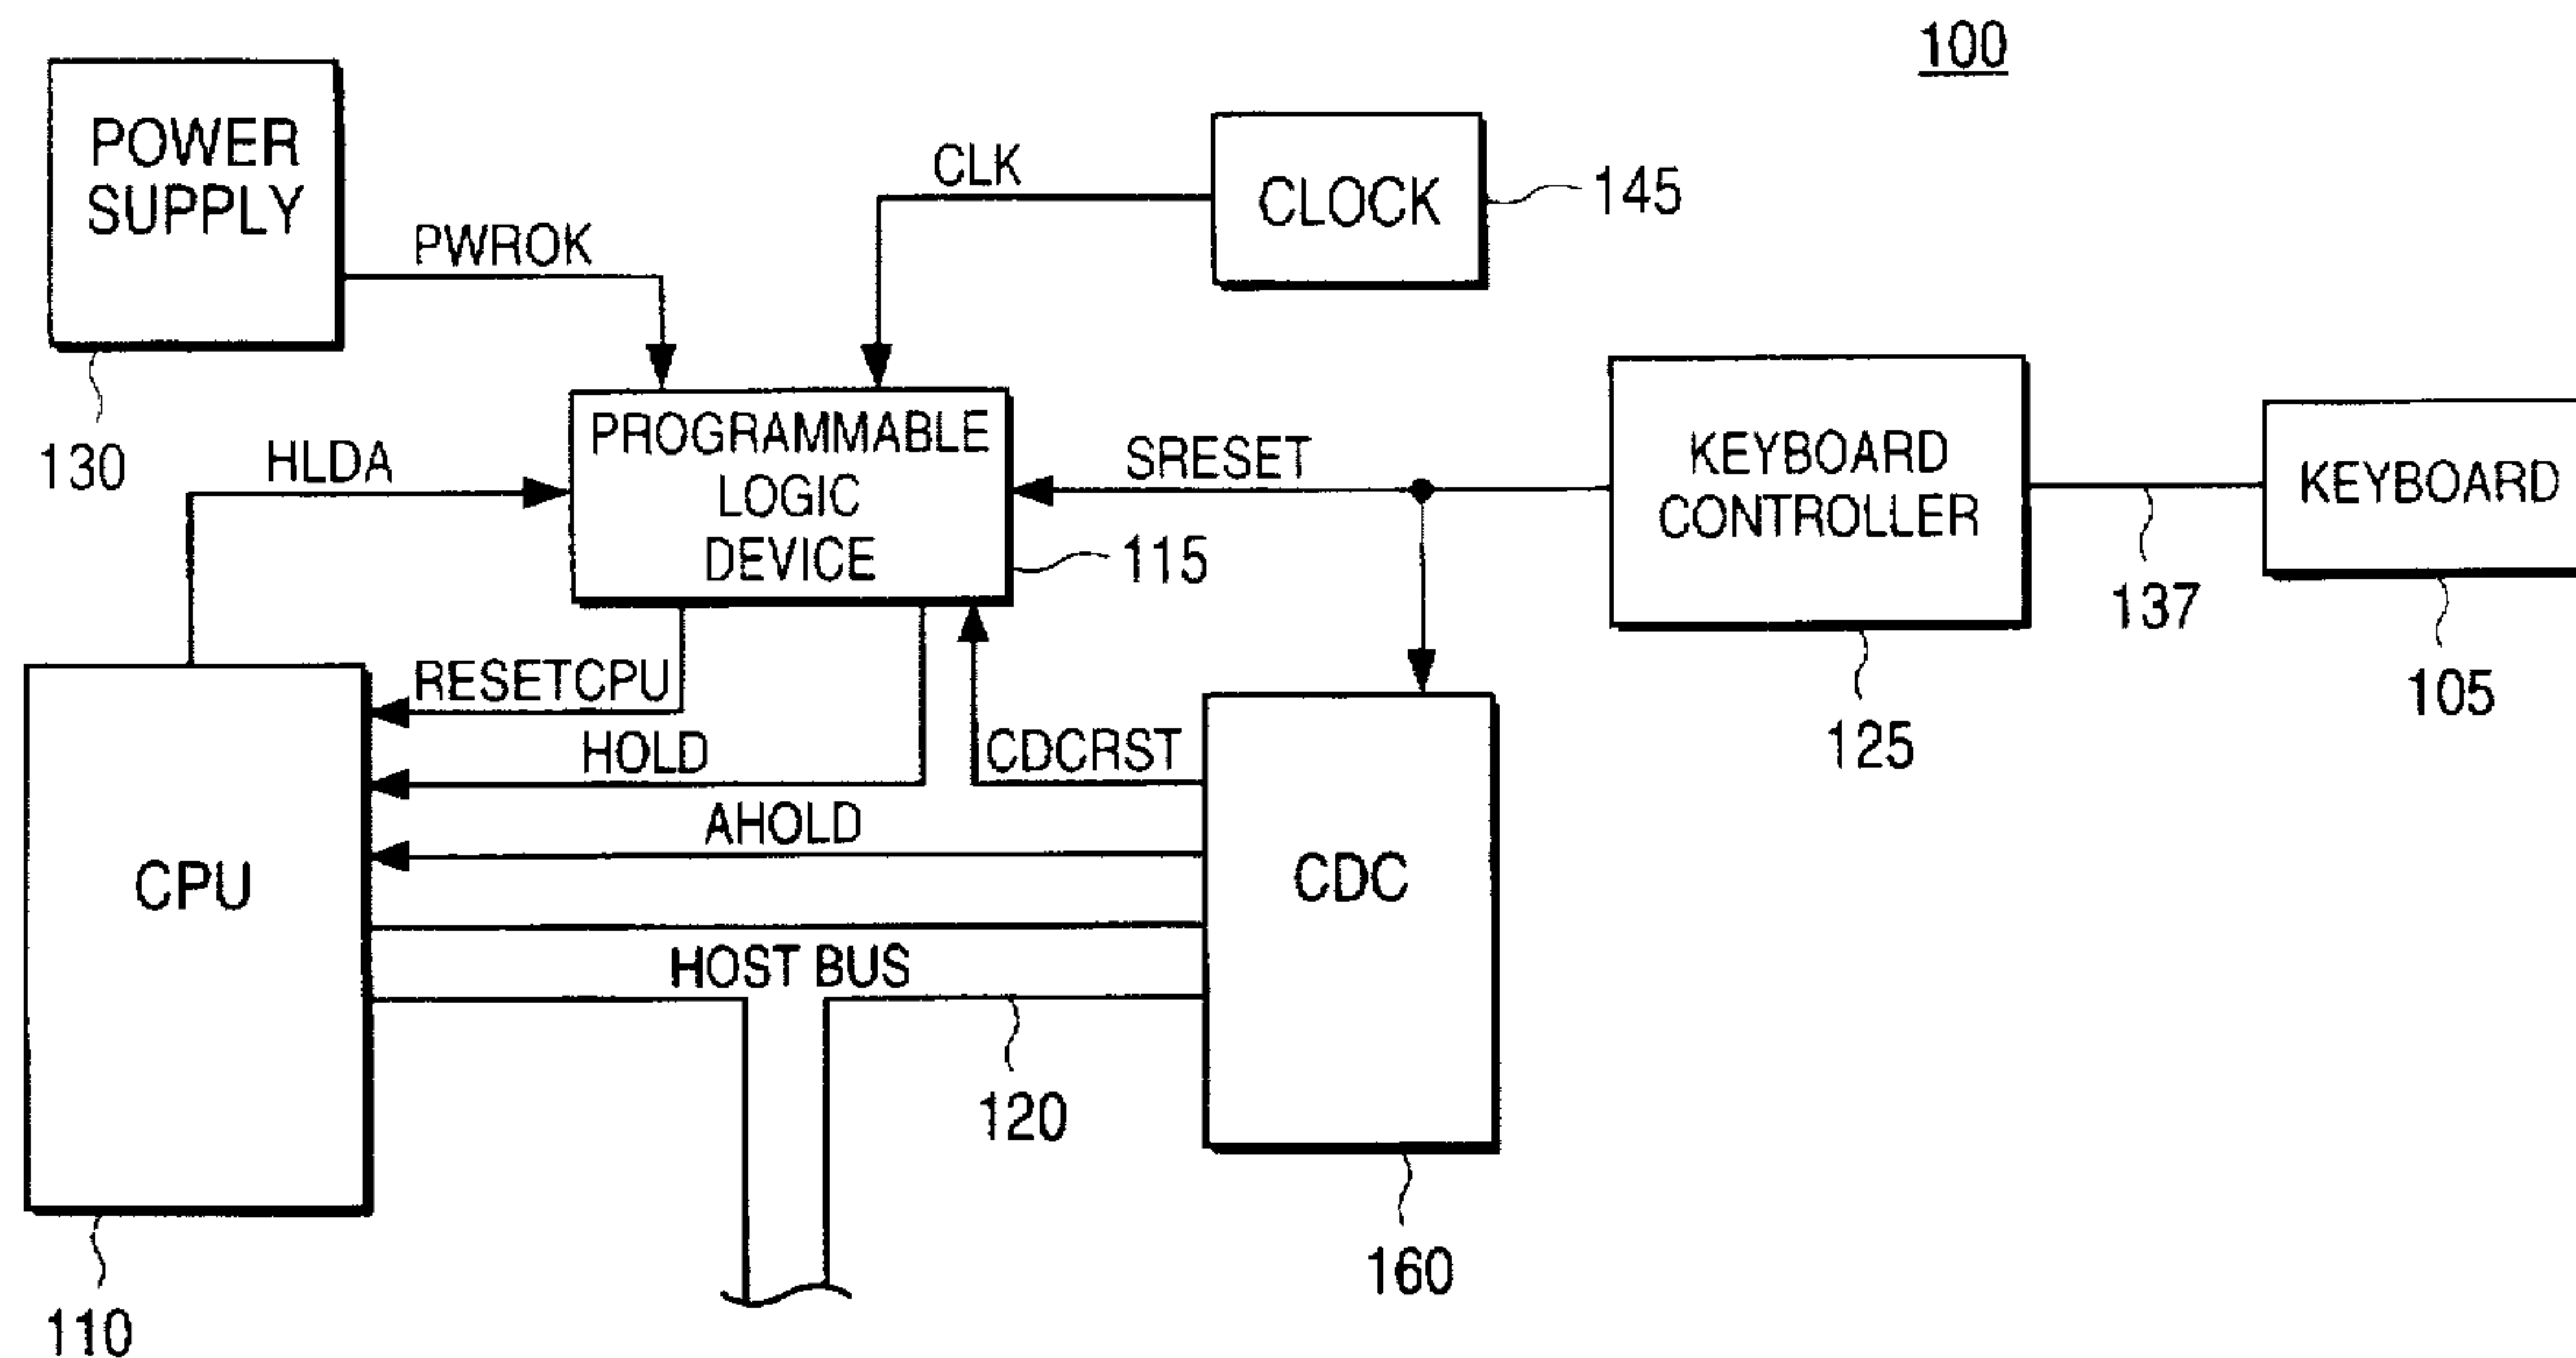 100
POWER
SUPPLY
CLK
CLOCK
145
PWROK
130
HLDA
PROGRAMMABLE
LOGIC
DEVICE
115
SRESET
KEYBOARD
CONTROLLER
KEYBOARD
137
105
125
RESETCPU
HOLD
CDCRST
AHOLD
CPU
CDC
HOST BUS
120
160
110